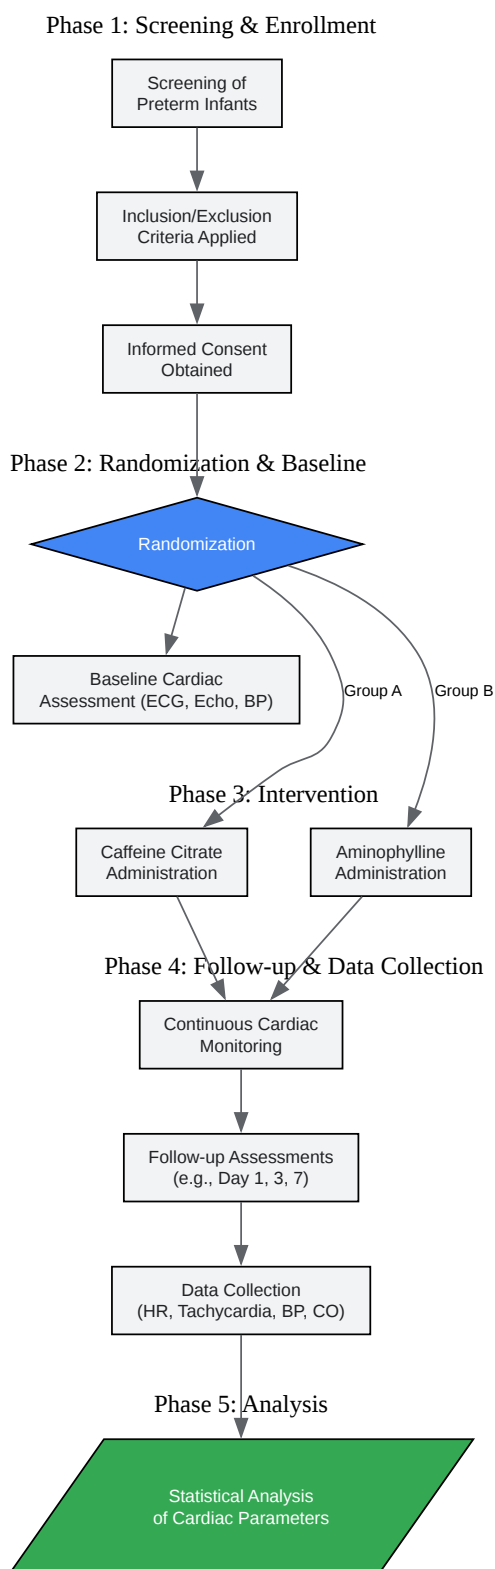 Phase 1: Screening & Enrollment
Screening of
Preterm Infants
Inclusion/Exclusion
Criteria Applied
Informed Consent
Obtained
Phase 2: Randomization & Baseline
Randomization
Baseline Cardiac
Assessment (ECG, Echo, BP)
Group A
Group B
Phase 3: Intervention
Caffeine Citrate
Administration
Aminophylline
Administration
Phase 4: Follow-up & Data Collection
Continuous Cardiac
Monitoring
Follow-up Assessments
(e.g., Day 1, 3, 7)
Data Collection
(HR, Tachycardia, BP, CO)
Phase 5: Analysis
Statistical Analysis
of Cardiac Parameters